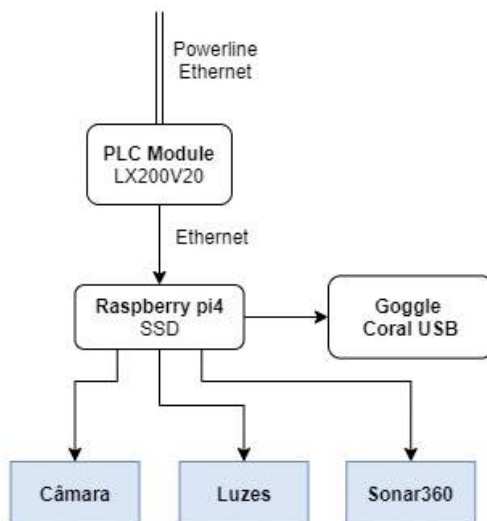 Powerline
Ethernet
PLC Module
LX200V20
Ethernet
Raspberry pi4
SSD
Goggle
Coral USB
Câmara
Luzes
Sonar360